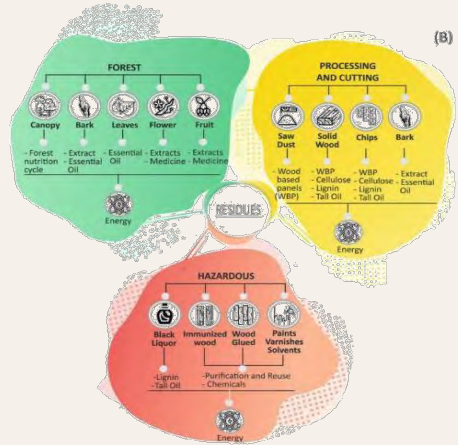 (B)
FOREST
Canopy
Bark
Leaves
Flower
Fruit
- Forest
nutrition
cycle
- Extract
- Essential
Oil
- Essential
Oil
- Extracts
- Medicine
- Extracts
- Medicine
Energy
PROCESSING
AND CUTTING
Saw
Dust
Solid
Wood
Chips
Bark
- Wood
based
panels
(WBP)
- WBP
- Cellulose
- Lignin
- Tall Oil
- WBP
- Cellulose
- Lignin
- Tall Oil
- Extract
- Essential
Oil
Energy
RESIDUES
HAZARDOUS
Black
Liquor
Immunized
wood
Wood
Glued
Paints
Varnishes
Solvents
-Lignin
-Tall Oil
-Purification and Reuse
- Chemicals
Energy